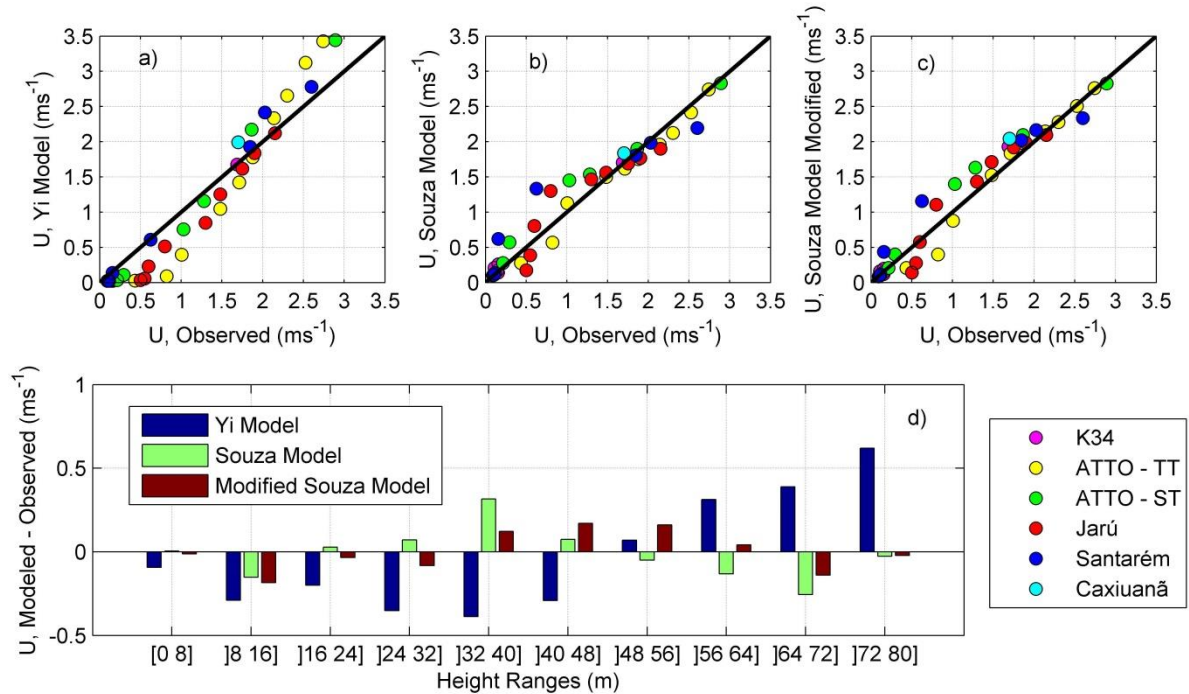 a)
3.5
3
2.5
2
1.5
1
0.5
0
U, Yi Model (ms⁻¹)
0 0.5 1 1.5 2 2.5 3 3.5
U, Observed (ms⁻¹)
b)
3.5
3
2.5
2
1.5
1
0.5
0
U, Souza Model (ms⁻¹)
0 0.5 1 1.5 2 2.5 3 3.5
U, Observed (ms⁻¹)
c)
3.5
3
2.5
2
1.5
1
0.5
0
U, Souza Model Modified (ms⁻¹)
0 0.5 1 1.5 2 2.5 3 3.5
U, Observed (ms⁻¹)
d)
1
0.5
0
-0.5
U, Modeled - Observed (ms⁻¹)
Yi Model
Souza Model
Modified Souza Model
[0 8] ]8 16] ]16 24] ]24 32] ]32 40] ]40 48] ]48 56] ]56 64] ]64 72] ]72 80]
Height Ranges (m)
K34
ATTO - TT
ATTO - ST
Jarú
Santarém
Caxiuanã